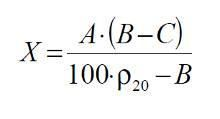 X = A·(B–C) / 100·ρ₂₀ –B